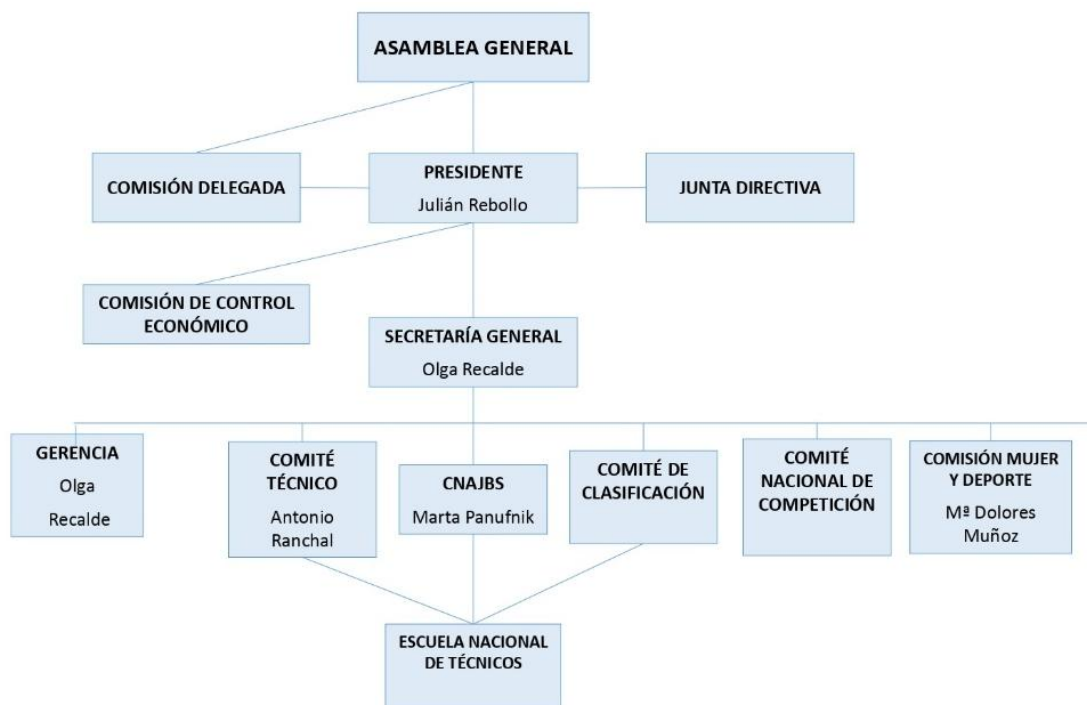 ASAMBLEA GENERAL
COMISIÓN DELEGADA
PRESIDENTE
Julián Rebollo
JUNTA DIRECTIVA
COMISIÓN DE CONTROL
ECONÓMICO
SECRETARÍA GENERAL
Olga Recalde
GERENCIA
Olga
Recalde
COMITÉ
TÉCNICO
Antonio
Ranchal
CNAJBS
Marta Panufnik
COMITÉ DE
CLASIFICACIÓN
COMITÉ
NACIONAL DE
COMPETICIÓN
COMISIÓN MUJER
Y DEPORTE
Mª Dolores
Muñoz
ESCUELA NACIONAL
DE TÉCNICOS